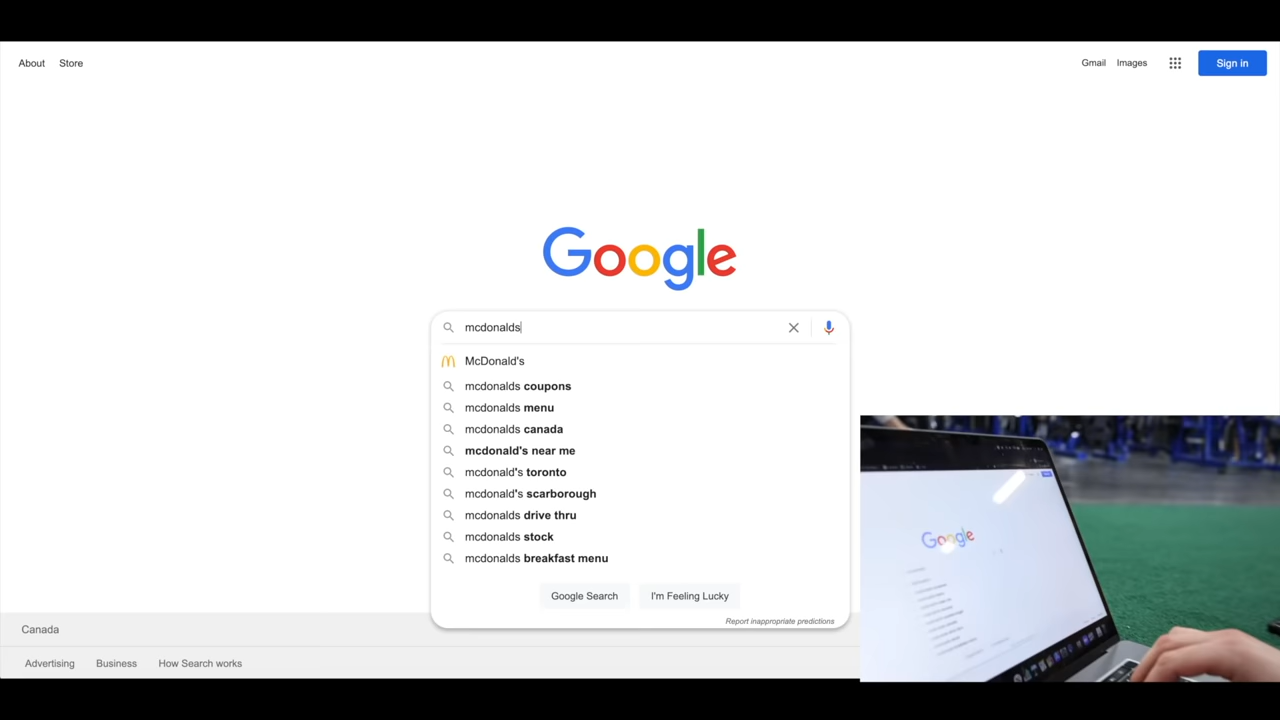 About Store
Gmail Images Sign in
Google
mcdonalds
McDonald's
mcdonalds coupons
mcdonalds menu
mcdonalds canada
mcdonald's near me
mcdonald's toronto
mcdonald's scarborough
mcdonalds drive thru
mcdonalds stock
mcdonalds breakfast menu
Google Search I'm Feeling Lucky
Report inappropriate predictions
Canada
Advertising Business How Search works
Google